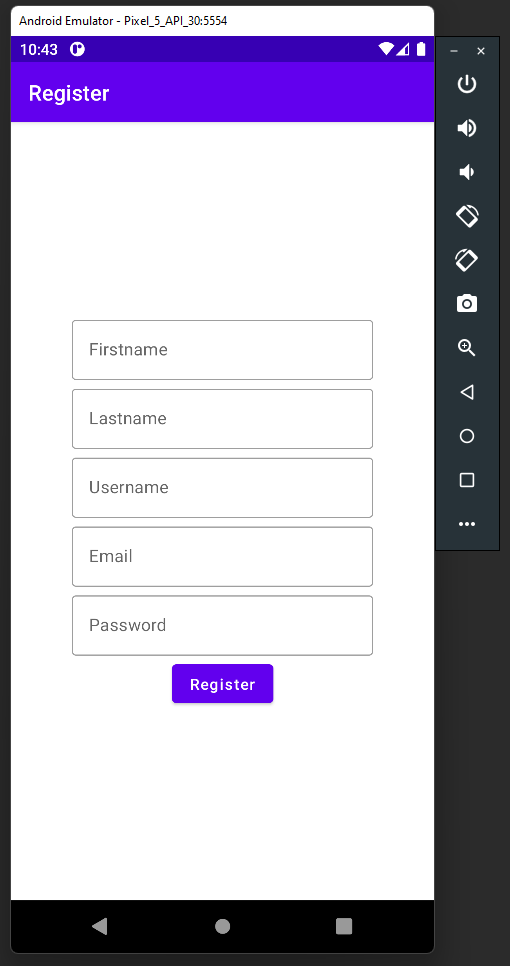 Android Emulator - Pixel_5_API_30:5554
10:43
Register
Firstname
Lastname
Username
Email
Password
Register